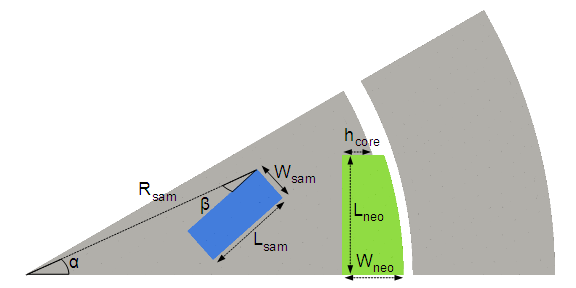 h_core
W_sam
R_sam
β
L_neo
L_sam
α
W_neo